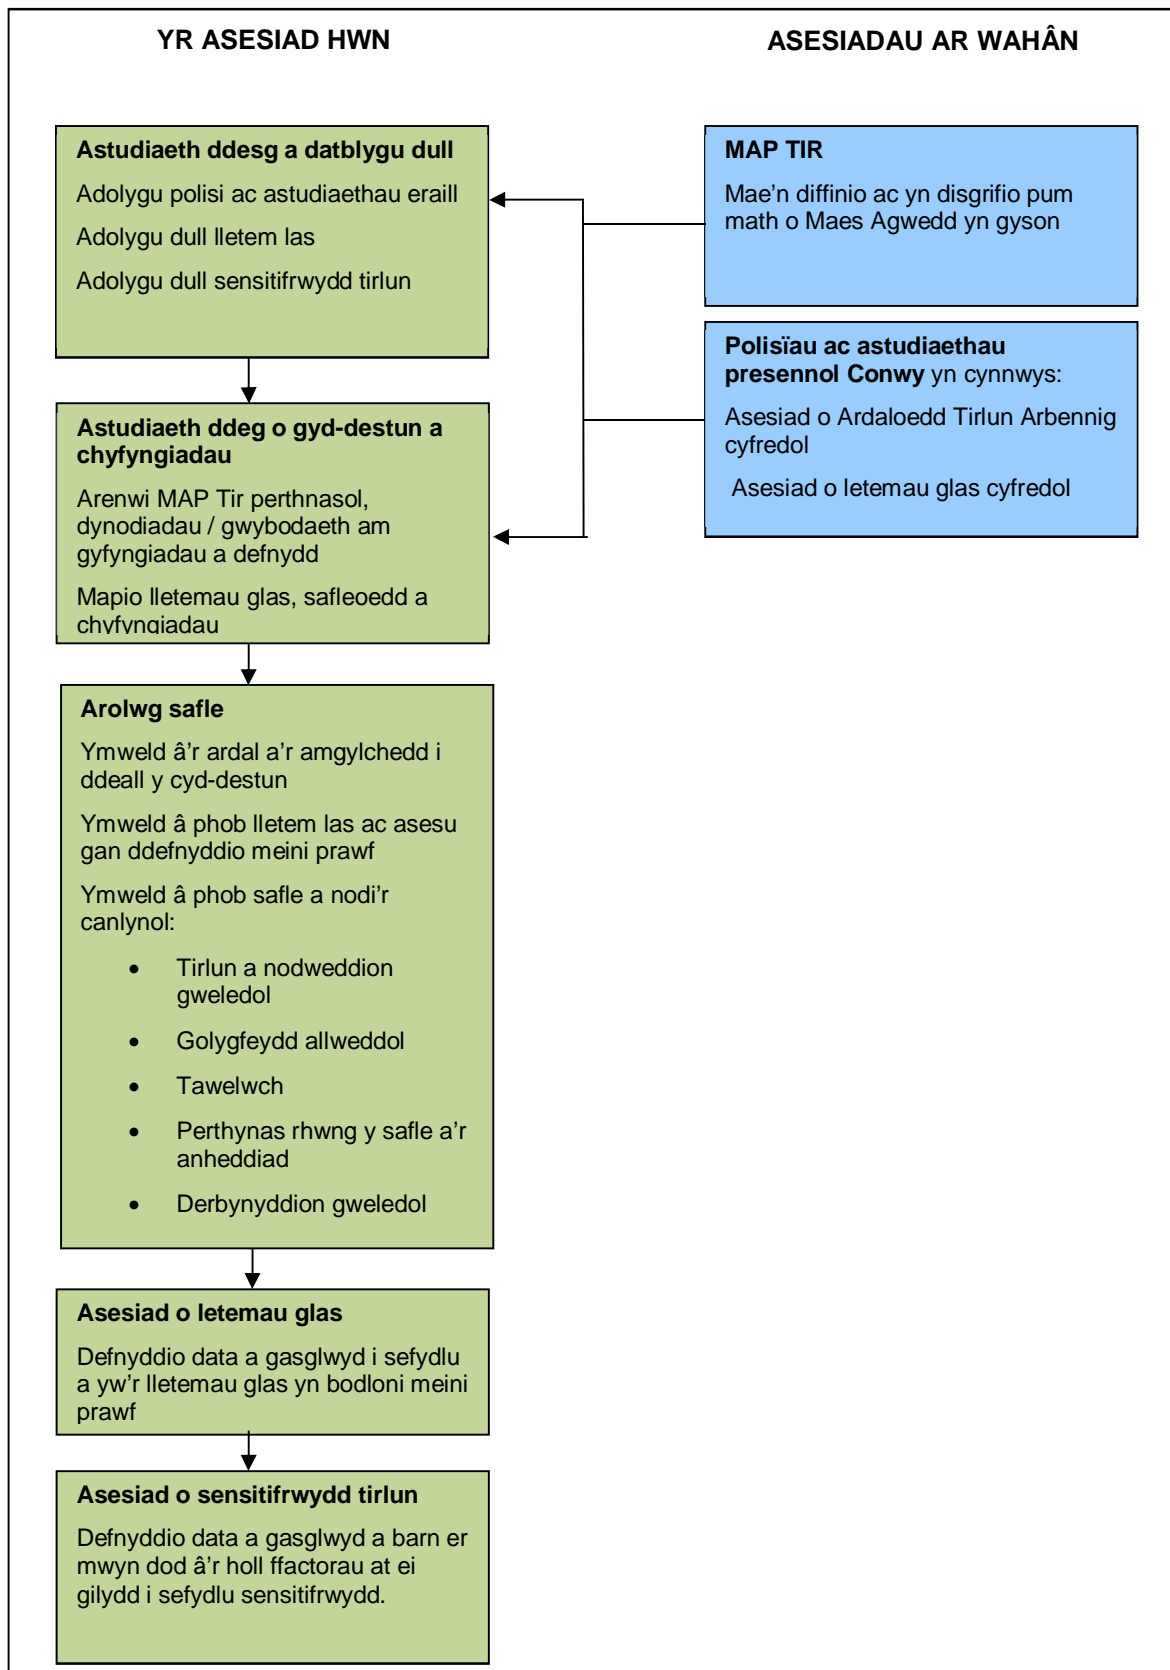 YR ASESIAD HWN
ASESIADAU AR WAHÂN
Astudiaeth ddesg a datblygu dull
Adolygu polisi ac astudiaethau eraill
Adolygu dull lletem las
Adolygu dull sensitifrwydd tirlun
Astudiaeth ddeg o gyd-destun a
chyfyngiadau
Arenwi MAP Tir perthnasol,
dynodiadau / gwybodaeth am
gyfyngiadau a defnydd
Mapio lletemau glas, safleoedd a
chyfyngiadau
Arolwg safle
Ymweld â'r ardal a'r amgylchedd i
ddeall y cyd-destun
Ymweld â phob lletem las ac asesu
gan ddefnyddio meini prawf
Ymweld â phob safle a nodi'r
canlynol:
• Tirlun a nodweddion
gweledol
• Golygfeydd allweddol
• Tawelwch
• Perthynas rhwng y safle a'r
anheddiad
• Derbynyddion gweledol
Asesiad o letemau glas
Defnyddio data a gasglwyd i sefydlu
a yw'r lletemau glas yn bodloni meini
prawf
Asesiad o sensitifrwydd tirlun
Defnyddio data a gasglwyd a barn er
mwyn dod â'r holl ffactorau at ei
gilydd i sefydlu sensitifrwydd.
MAP TIR
Mae'n diffinio ac yn disgrifio pum
math o Maes Agwedd yn gyson
Polisïau ac astudiaethau
presennol Conwy yn cynnwys:
Asesiad o Ardaloedd Tirlun Arbennig
cyfredol
Asesiad o letemau glas cyfredol